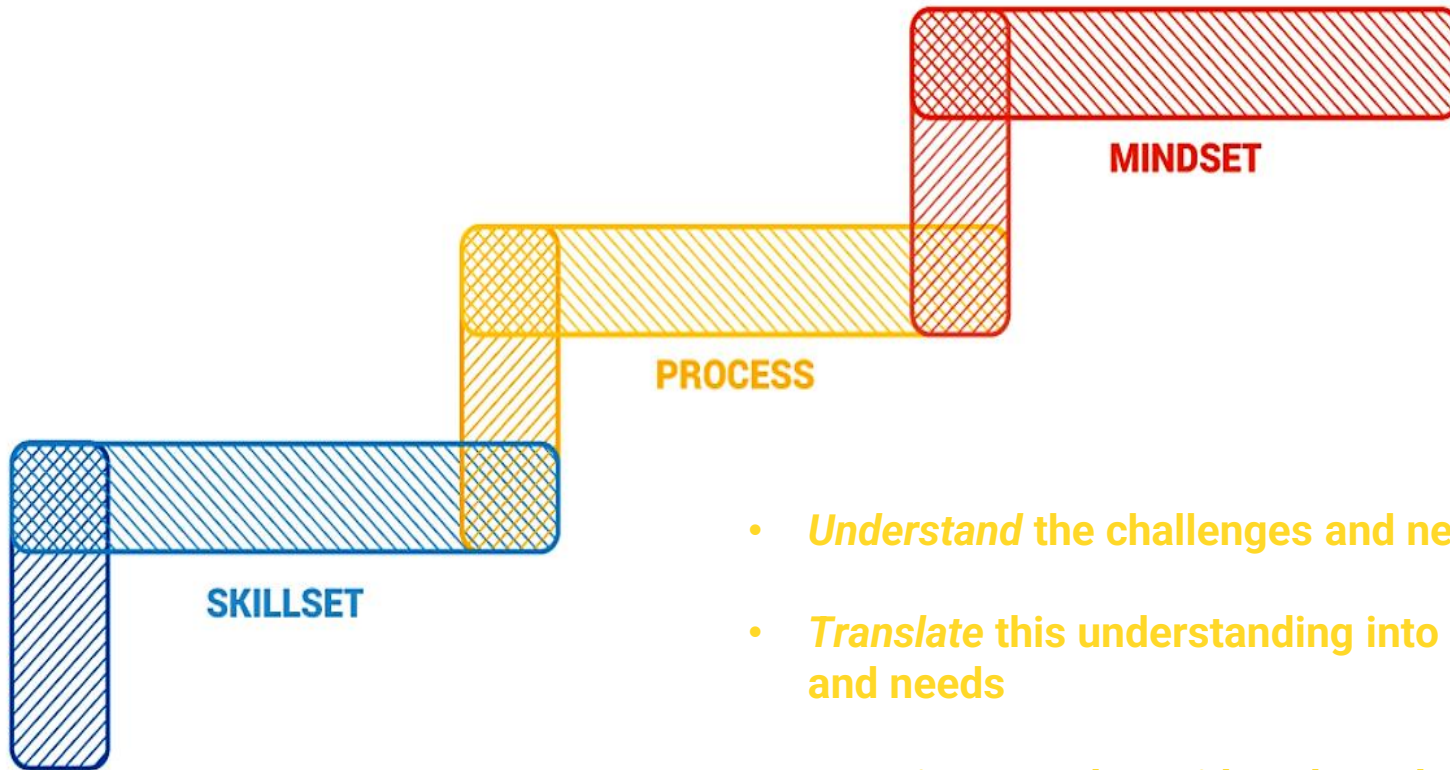 MINDSET
PROCESS
SKILLSET
• Understand the challenges and ne
• Translate this understanding into
and needs